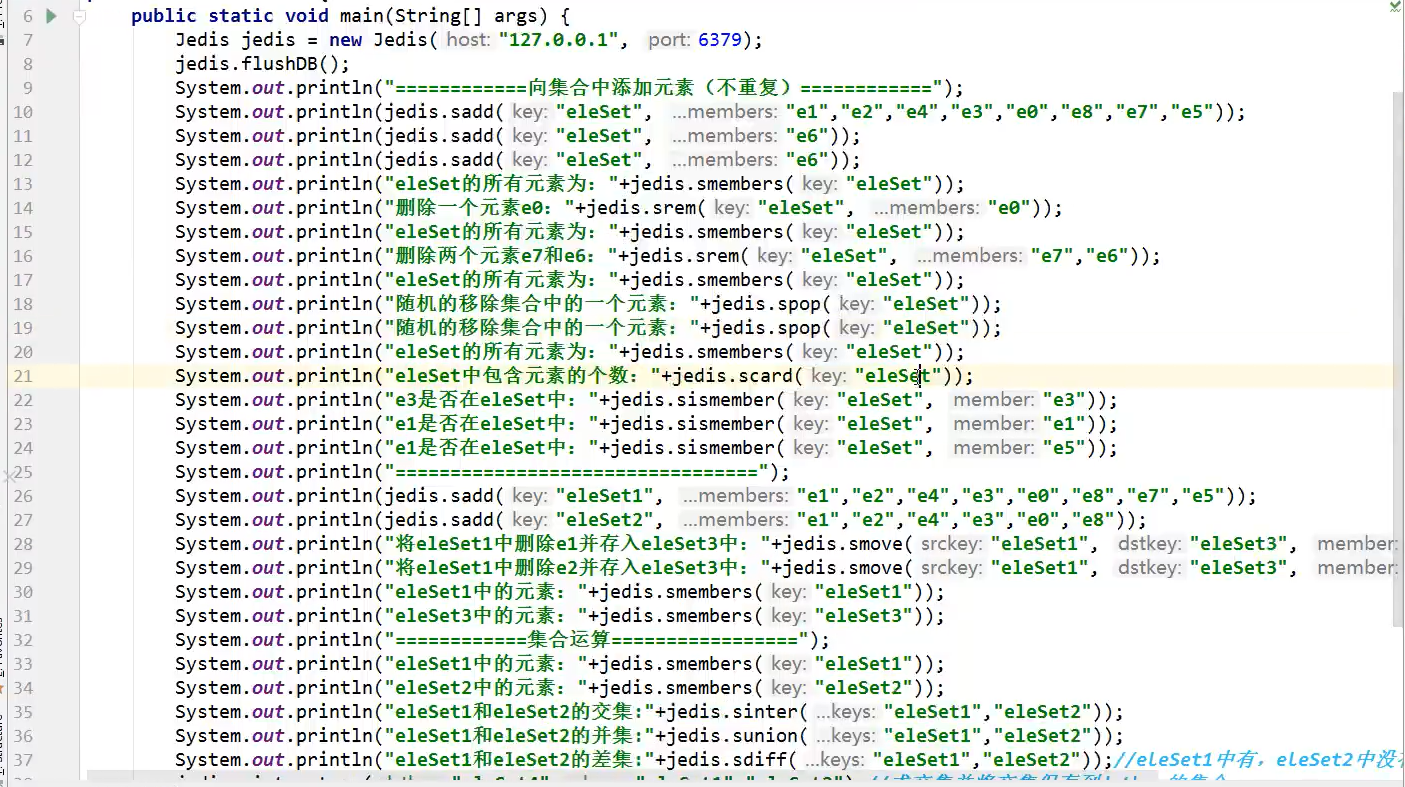 6 public static void main(String[] args) {
7 Jedis jedis = new Jedis( host: "127.0.0.1", port: 6379);
8 jedis.flushDB();
9 System.out.println("============向集合中添加元素（不重复）============");
10 System.out.println(jedis.sadd( key: "eleSet", ...members: "e1","e2","e4","e3","e0","e8","e7","e5"));
11 System.out.println(jedis.sadd( key: "eleSet", ...members: "e6"));
12 System.out.println(jedis.sadd( key: "eleSet", ...members: "e6"));
13 System.out.println("eleSet的所有元素为："+jedis.smembers( key: "eleSet"));
14 System.out.println("删除一个元素e0："+jedis.srem( key: "eleSet", ...members: "e0"));
15 System.out.println("eleSet的所有元素为："+jedis.smembers( key: "eleSet"));
16 System.out.println("删除两个元素e7和e6："+jedis.srem( key: "eleSet", ...members: "e7","e6"));
17 System.out.println("eleSet的所有元素为："+jedis.smembers( key: "eleSet"));
18 System.out.println("随机的移除集合中的一个元素："+jedis.spop( key: "eleSet"));
19 System.out.println("随机的移除集合中的一个元素："+jedis.spop( key: "eleSet"));
20 System.out.println("eleSet的所有元素为："+jedis.smembers( key: "eleSet"));
21 System.out.println("eleSet中包含元素的个数："+jedis.scard( key: "eleSet"));
22 System.out.println("e3是否在eleSet中："+jedis.sismember( key: "eleSet", member: "e3"));
23 System.out.println("e1是否在eleSet中："+jedis.sismember( key: "eleSet", member: "e1"));
24 System.out.println("e1是否在eleSet中："+jedis.sismember( key: "eleSet", member: "e5"));
25 System.out.println("=================================");
26 System.out.println(jedis.sadd( key: "eleSet1", ...members: "e1","e2","e4","e3","e0","e8","e7","e5"));
27 System.out.println(jedis.sadd( key: "eleSet2", ...members: "e1","e2","e4","e3","e0","e8"));
28 System.out.println("将eleSet1中删除e1并存入eleSet3中："+jedis.smove( srckey: "eleSet1", dstkey: "eleSet3", member:
29 System.out.println("将eleSet1中删除e2并存入eleSet3中："+jedis.smove( srckey: "eleSet1", dstkey: "eleSet3", member:
30 System.out.println("eleSet1中的元素："+jedis.smembers( key: "eleSet1"));
31 System.out.println("eleSet3中的元素："+jedis.smembers( key: "eleSet3"));
32 System.out.println("============集合运算=================");
33 System.out.println("eleSet1中的元素："+jedis.smembers( key: "eleSet1"));
34 System.out.println("eleSet2中的元素："+jedis.smembers( key: "eleSet2"));
35 System.out.println("eleSet1和eleSet2的交集:"+jedis.sinter( ...keys: "eleSet1","eleSet2"));
36 System.out.println("eleSet1和eleSet2的并集:"+jedis.sunion( ...keys: "eleSet1","eleSet2"));
37 System.out.println("eleSet1和eleSet2的差集:"+jedis.sdiff( ...keys: "eleSet1","eleSet2"));//eleSet1中有，eleSet2中没